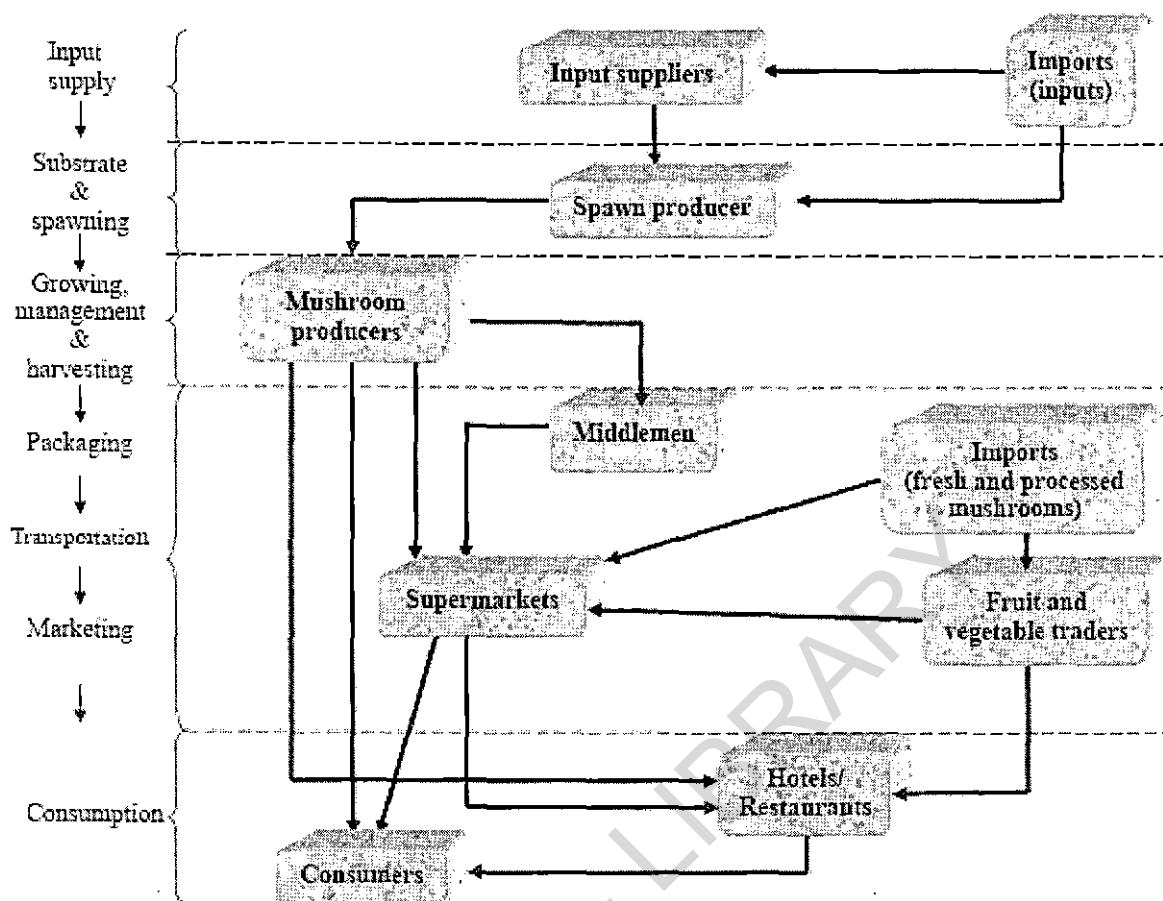 Input
supply
Input suppliers
Imports
(inputs)
Substrate
&
spawning
Spawn producer
Growing,
management
&
harvesting
Mushroom
producers
Packaging
Middlemen
Imports
(fresh and processed
mushrooms)
Transportation
Supermarkets
Fruit and
vegetable traders
Marketing
Hotels/
Restaurants
Consumption
Consumers
LIBRARY